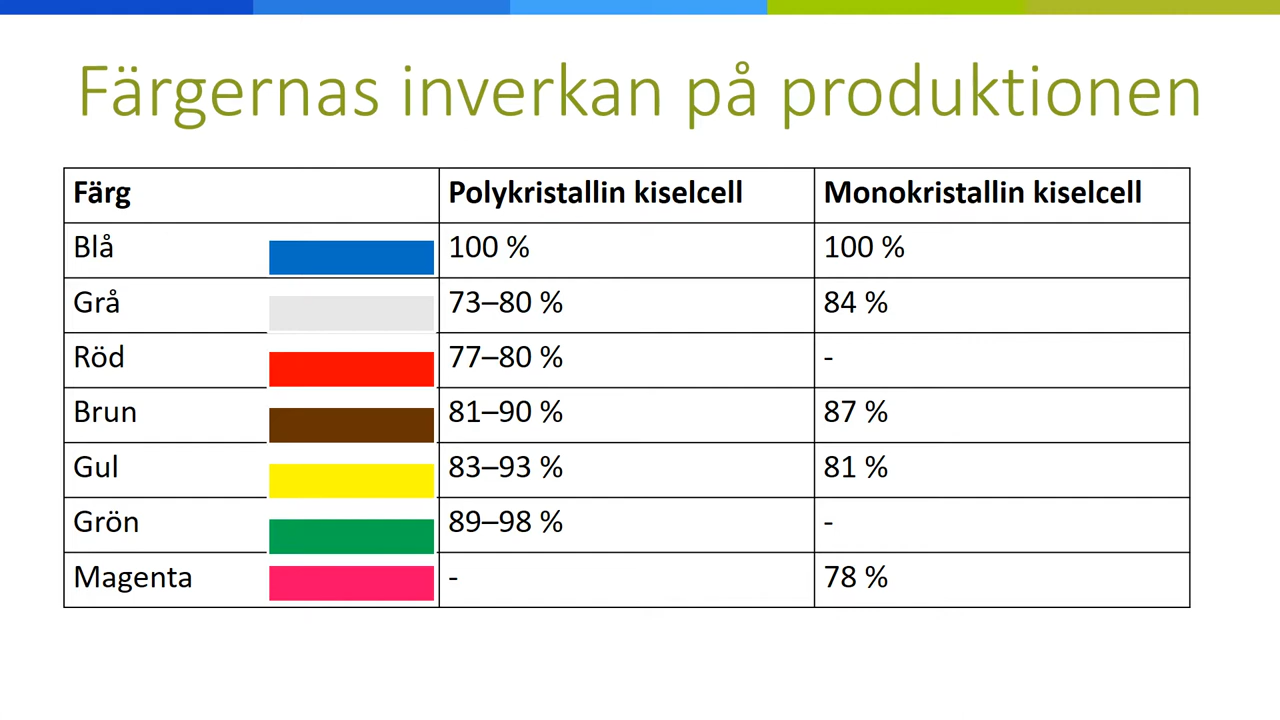 Färgernas inverkan på produktionen
Färg Polykristallin kiselcell Monokristallin kiselcell
Blå 100 % 100 %
Grå 73–80 % 84 %
Röd 77–80 % -
Brun 81–90 % 87 %
Gul 83–93 % 81 %
Grön 89–98 % -
Magenta - 78 %